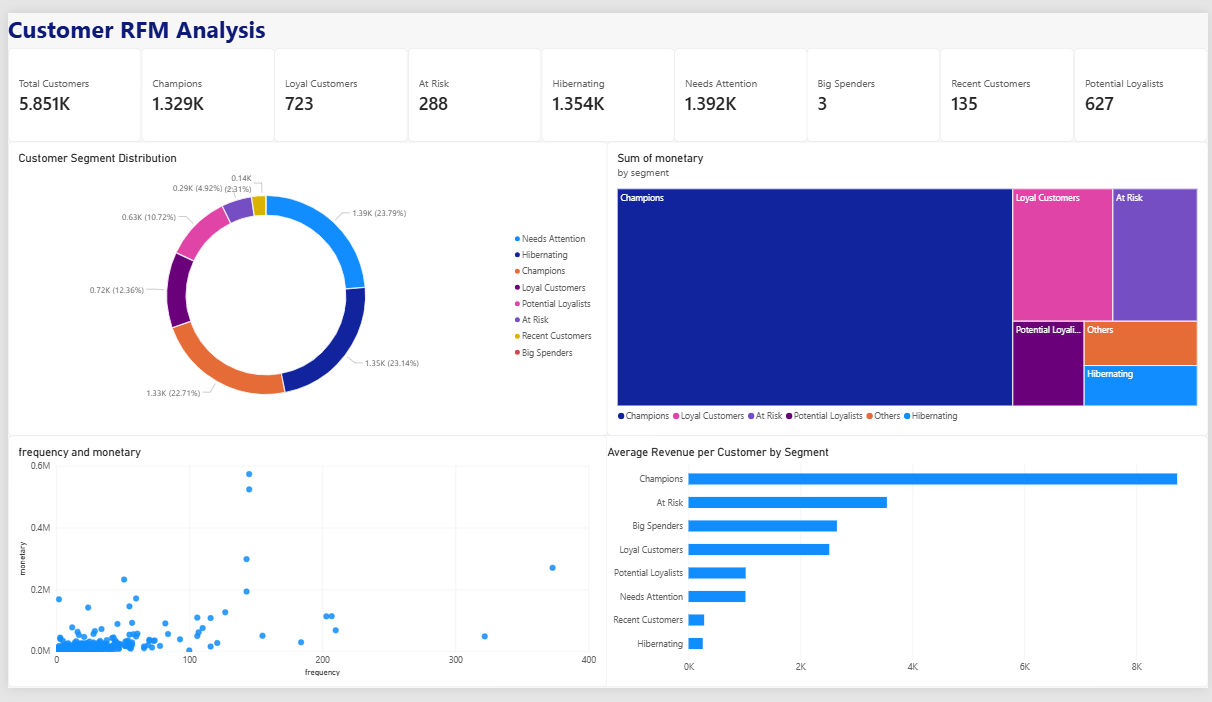 Customer RFM Analysis
Total Customers
5.851K
Champions
1.329K
Loyal Customers
723
At Risk
288
Hibernating
1.354K
Needs Attention
1.392K
Big Spenders
3
Recent Customers
135
Potential Loyalists
627
Customer Segment Distribution
0.14K
(2.31%)
0.29K (4.92%)
0.63K (10.72%)
0.72K (12.36%)
1.33K (22.71%)
1.35K (23.14%)
1.39K (23.79%)
Needs Attention
Hibernating
Champions
Loyal Customers
Potential Loyalists
At Risk
Recent Customers
Big Spenders
Sum of monetary
by segment
Champions
Loyal Customers
At Risk
Potential Loyali...
Others
Hibernating
Champions Loyal Customers At Risk Potential Loyalists Others Hibernating
frequency and monetary
0.6M
0.4M
0.2M
0.0M
monetary
0 100 200 300 400
frequency
Average Revenue per Customer by Segment
Champions
At Risk
Big Spenders
Loyal Customers
Potential Loyalists
Needs Attention
Recent Customers
Hibernating
0K 2K 4K 6K 8K